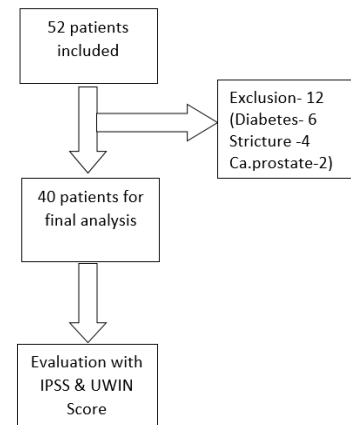 52 patients
included
Exclusion- 12
(Diabetes- 6
Stricture -4
Ca.prostate-2)
40 patients for
final analysis
Evaluation with
IPSS & UWIN
Score